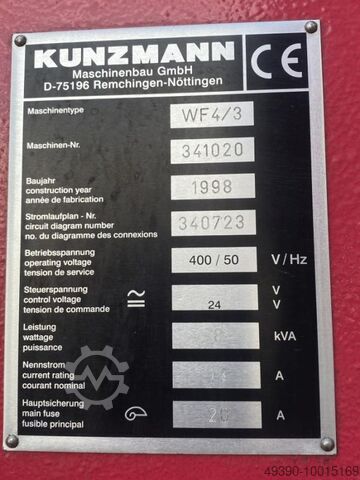 KUNZMANN
Maschinenbau GmbH
D-75196 Remchingen-Nöttingen
CE
Maschinentype
WF4/3
Maschinen-Nr.
341020
Baujahr
construction year
année de fabrication
1998
Stromlaufplan - Nr.
circuit diagram number
no. du diagramme des connexions
340723
Betriebsspannung
operating voltage
tension de service
400 / 50 V/Hz
Steuerspannung
control voltage
tension de commande
V
24 V
Leistung
wattage
puissance
kVA
Nennstrom
current rating
courant nominal
A
Hauptsicherung
main fuse
fusible principal
20 A
49390-10015168